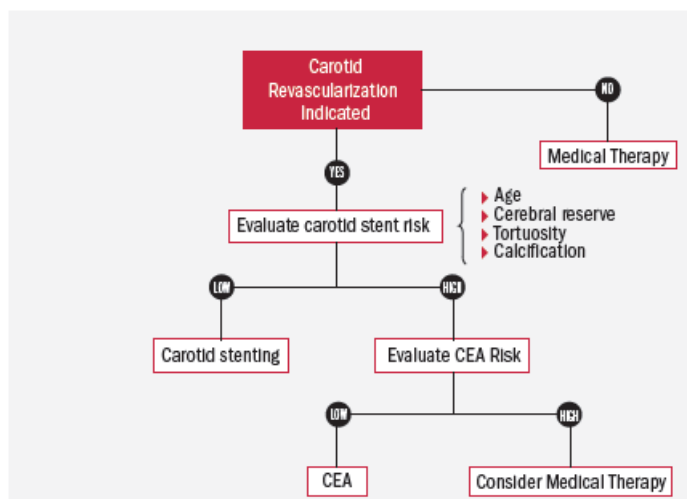 Carotid
Revascularization
Indicated
NO
Medical Therapy
YES
Evaluate carotid stent risk
Age
Cerebral reserve
Tortuosity
Calcification
LOW
HIGH
Carotid stenting
Evaluate CEA Risk
LOW
HIGH
CEA
Consider Medical Therapy